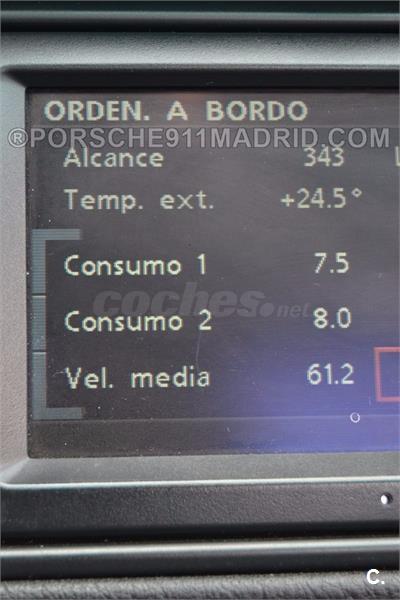 ORDEN. A BORDO
®PORSCHE911MADRID.COM
Alcance 343
Temp. ext. +24.5°
Consumo 1 7.5
coches.net
Consumo 2 8.0
Vel. media 61.2
C.